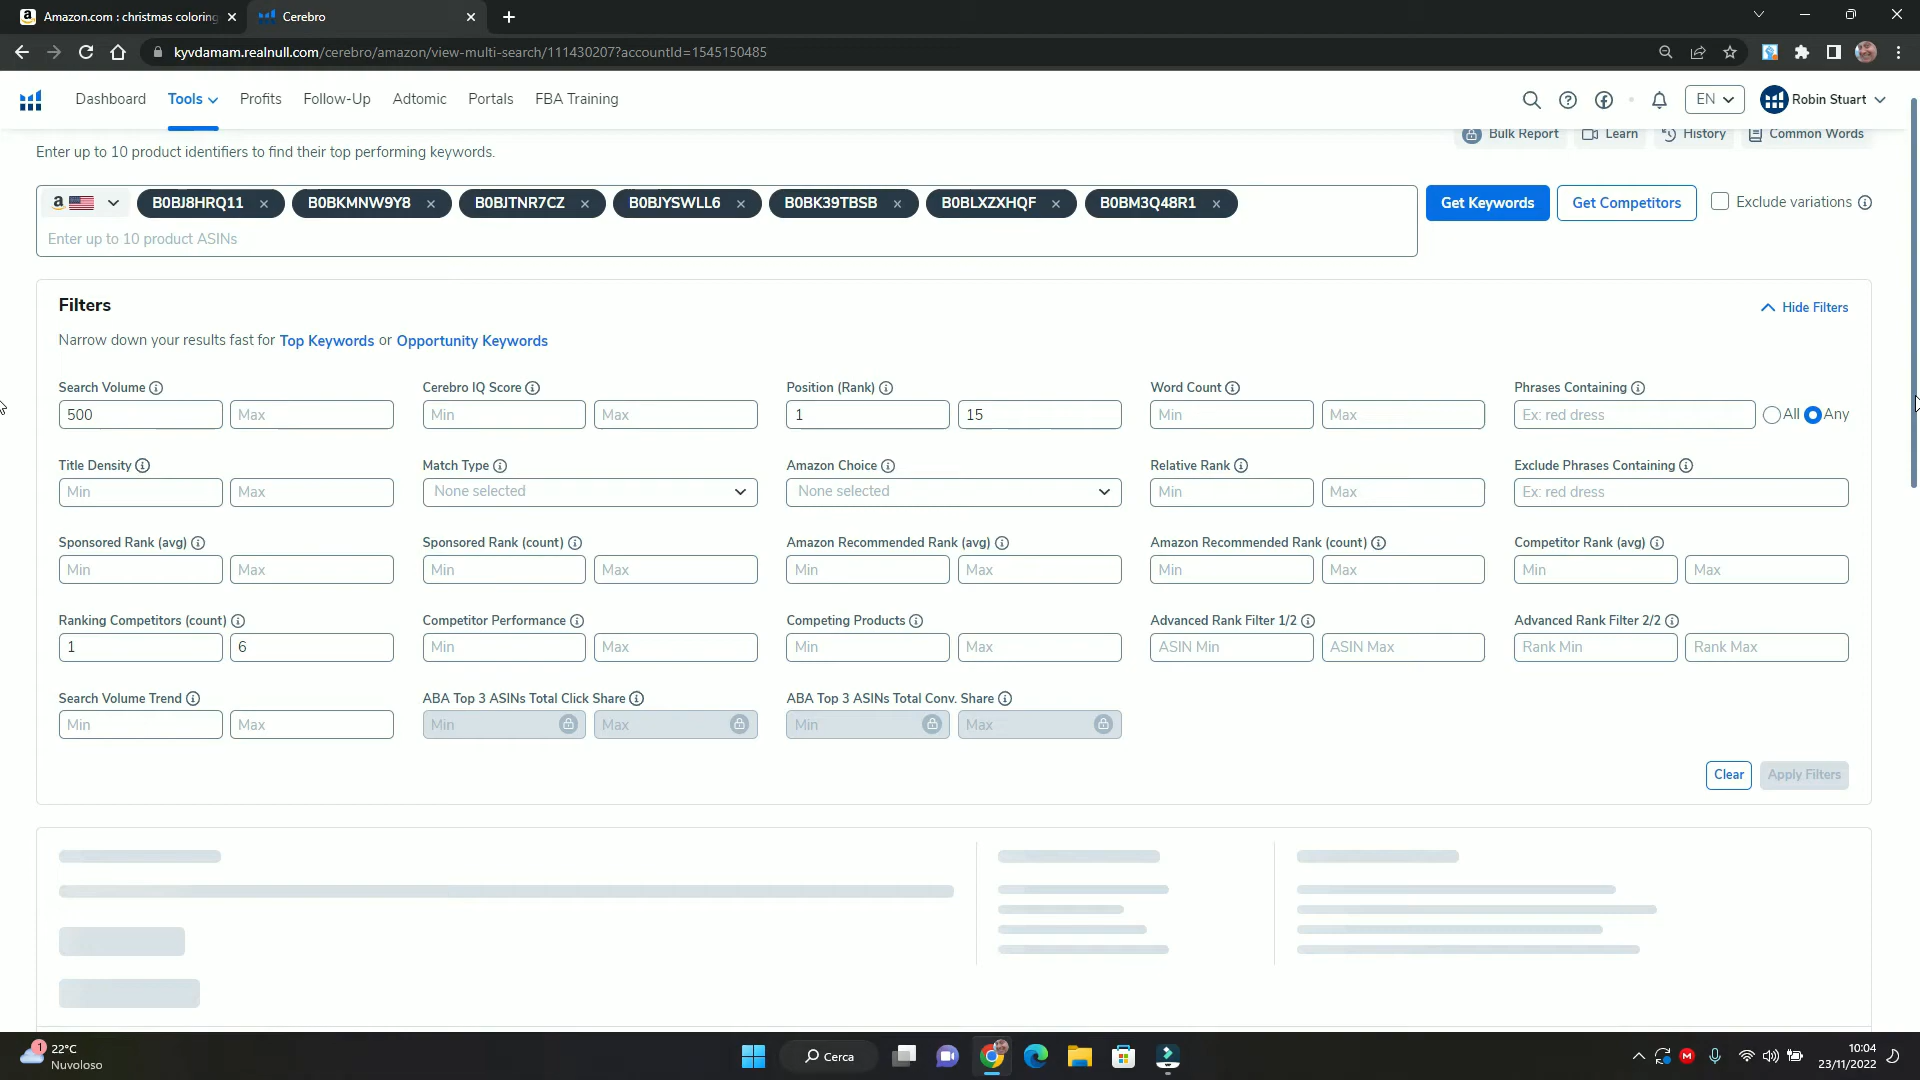 Amazon.com : christmas coloring
Cerebro
kyvdamam.realnull.com/cerebro/amazon/view-multi-search/111430207?accountId=1545150485
Dashboard Tools Profits Follow-Up Adtomic Portals FBA Training EN Robin Stuart
Bulk Report Learn History Common Words
Enter up to 10 product identifiers to find their top performing keywords.
a B0BJ8HRQ11 B0BKMNW9Y8 B0BJTNR7CZ B0BJYSWLL6 B0BK39TBSB B0BLXZXHQF B0BM3Q48R1 Get Keywords Get Competitors Exclude variations
Enter up to 10 product ASINs
Filters
Hide Filters
Narrow down your results fast for Top Keywords or Opportunity Keywords
Search Volume Cerebro IQ Score Position (Rank) Word Count Phrases Containing
500 Max Min Max 1 15 Min Max Ex: red dress All Any
Title Density Match Type Amazon Choice Relative Rank Exclude Phrases Containing
Min Max None selected None selected Min Max Ex: red dress
Sponsored Rank (avg) Sponsored Rank (count) Amazon Recommended Rank (avg) Amazon Recommended Rank (count) Competitor Rank (avg)
Min Max Min Max Min Max Min Max Min Max
Ranking Competitors (count) Competitor Performance Competing Products Advanced Rank Filter 1/2 Advanced Rank Filter 2/2
1 6 Min Max Min Max ASIN Min ASIN Max Rank Min Rank Max
Search Volume Trend ABA Top 3 ASINs Total Click Share ABA Top 3 ASINs Total Conv. Share
Min Max Min Max Min Max
Clear Apply Filters
1 22°C
Nuvoloso
Cerca
10:04
23/11/2022